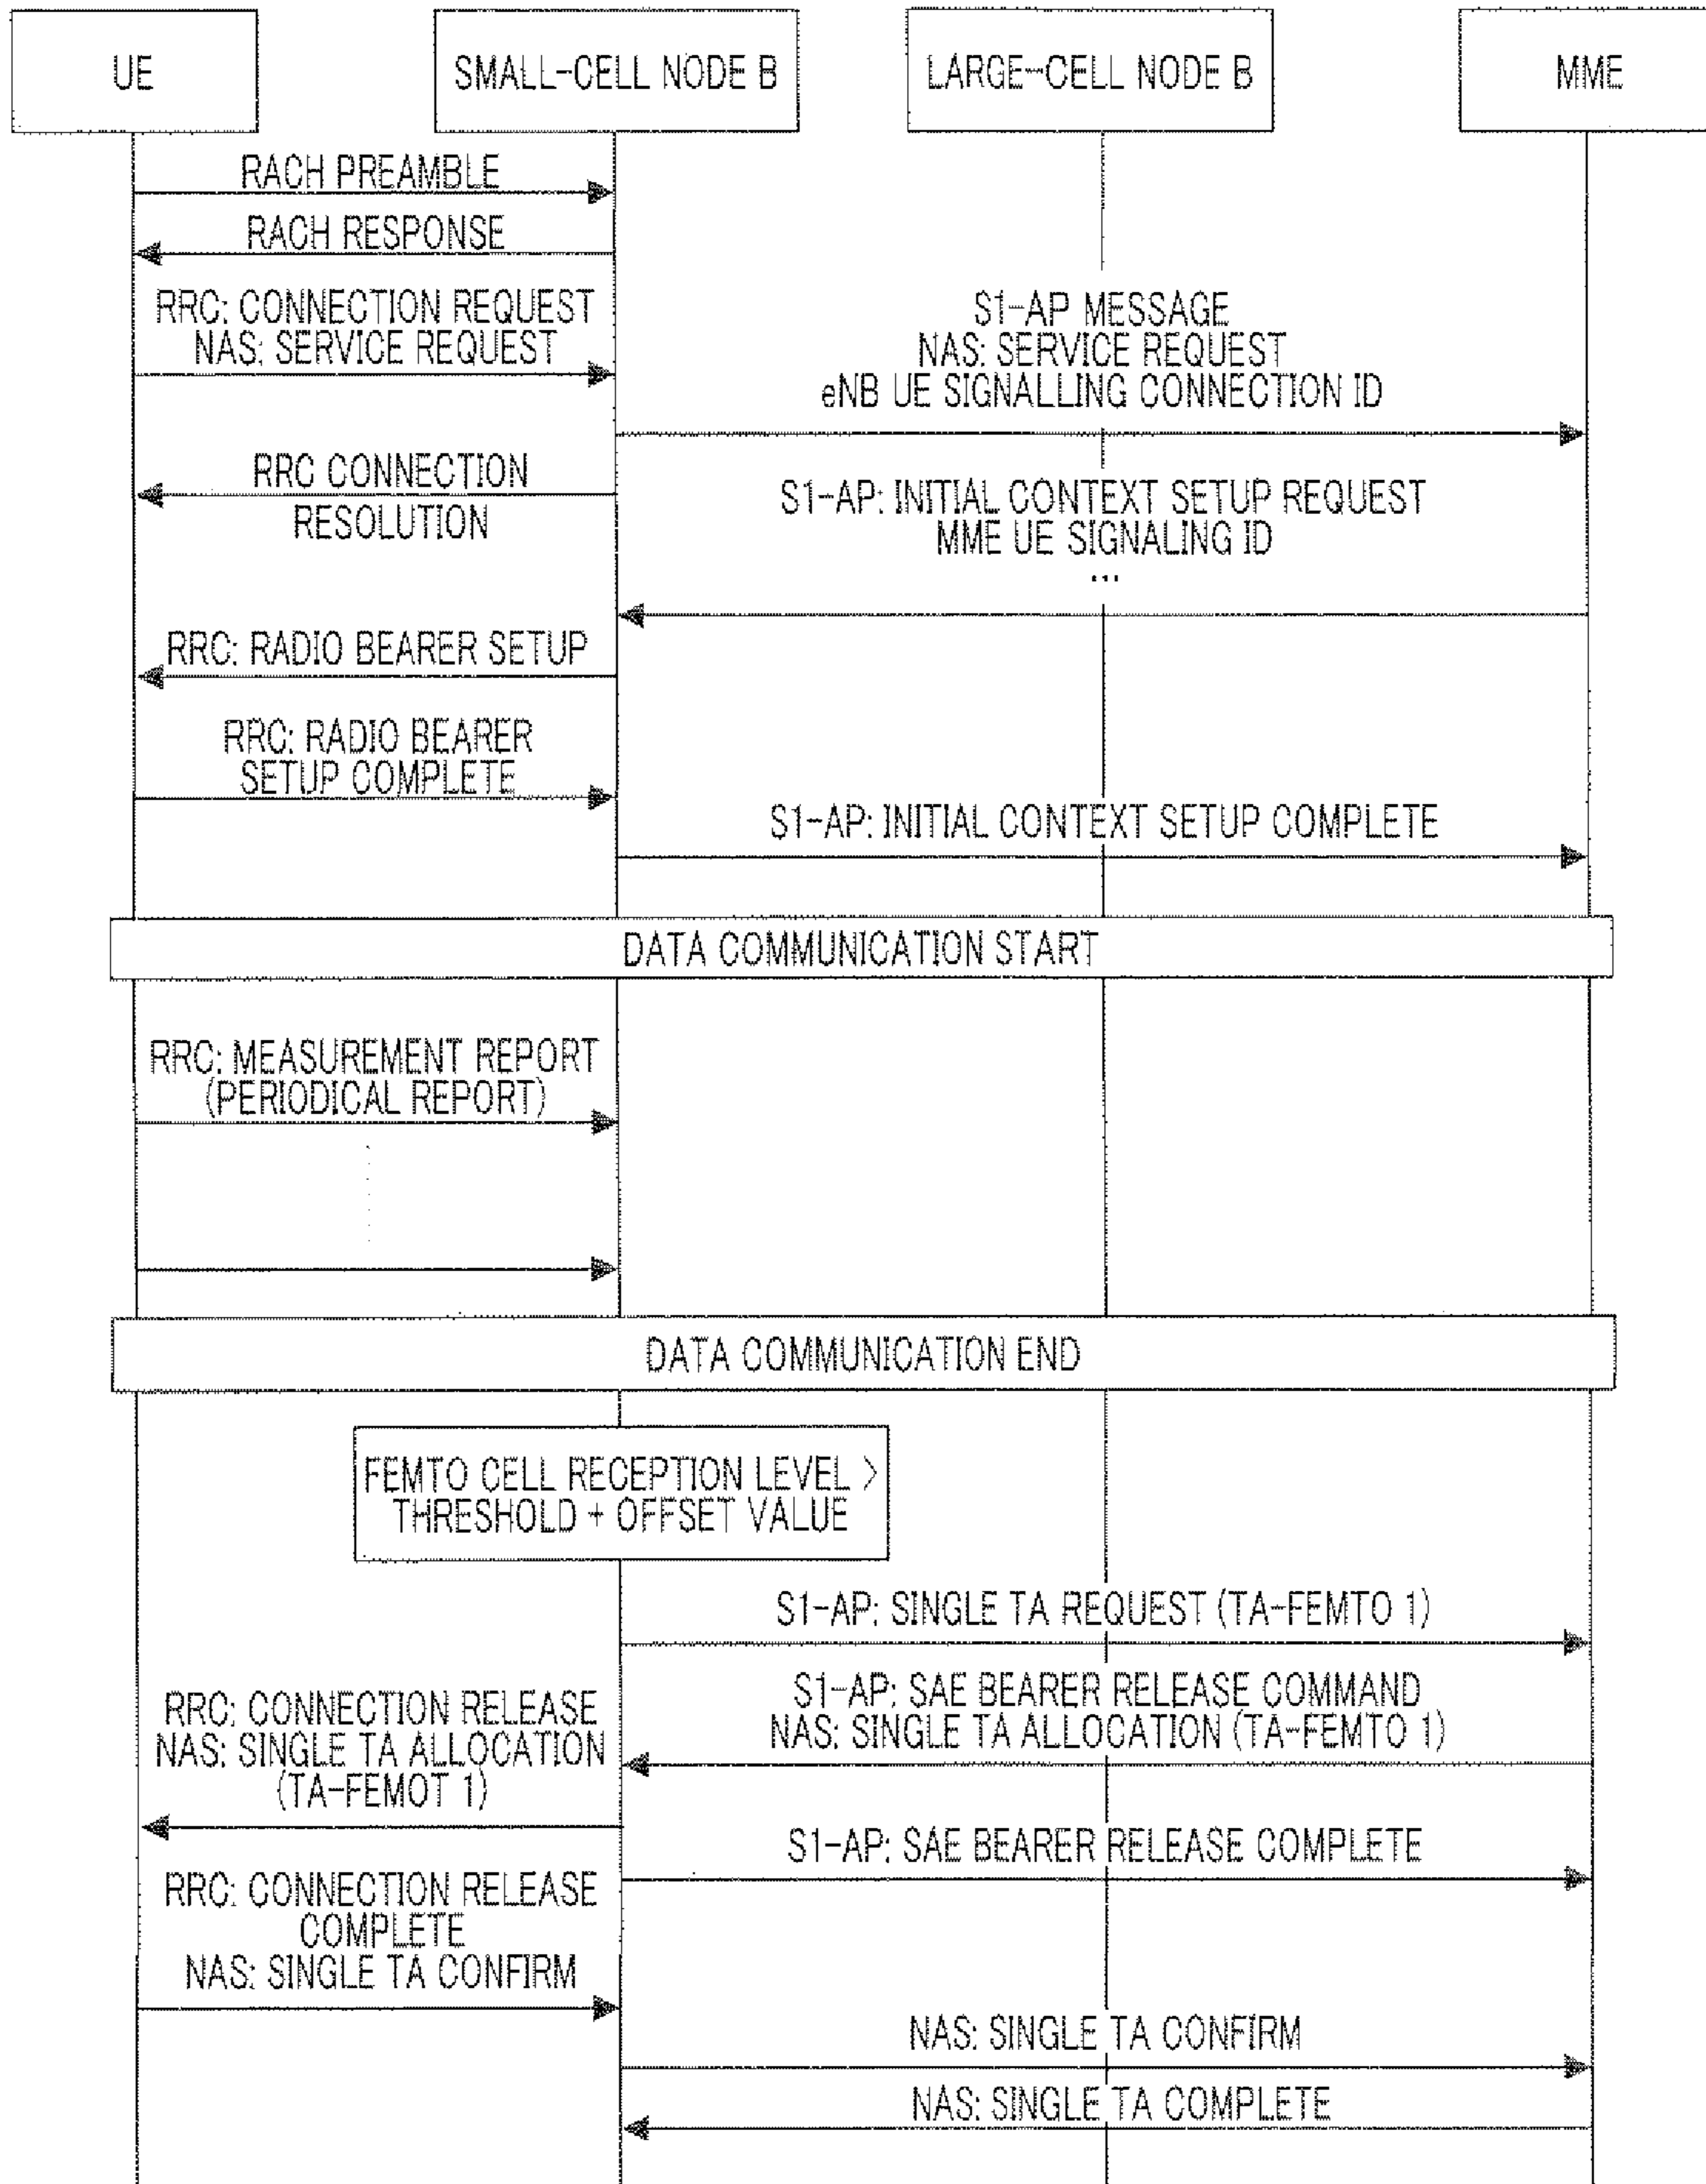 UE
SMALL-CELL NODE B
LARGE-CELL NODE B
MME
RACH PREAMBLE
RACH RESPONSE
RRC: CONNECTION REQUEST
NAS: SERVICE REQUEST
S1-AP MESSAGE
NAS: SERVICE REQUEST
eNB UE SIGNALLING CONNECTION ID
RRC CONNECTION
RESOLUTION
S1-AP: INITIAL CONTEXT SETUP REQUEST
MME UE SIGNALING ID
...
RRC: RADIO BEARER SETUP
RRC: RADIO BEARER
SETUP COMPLETE
S1-AP: INITIAL CONTEXT SETUP COMPLETE
DATA COMMUNICATION START
RRC: MEASUREMENT REPORT
(PERIODICAL REPORT)
DATA COMMUNICATION END
FEMTO CELL RECEPTION LEVEL >
THRESHOLD + OFFSET VALUE
S1-AP: SINGLE TA REQUEST (TA-FEMTO 1)
S1-AP: SAE BEARER RELEASE COMMAND
NAS: SINGLE TA ALLOCATION (TA-FEMTO 1)
RRC: CONNECTION RELEASE
NAS: SINGLE TA ALLOCATION
(TA-FEMOT 1)
S1-AP: SAE BEARER RELEASE COMPLETE
RRC: CONNECTION RELEASE
COMPLETE
NAS: SINGLE TA CONFIRM
NAS: SINGLE TA CONFIRM
NAS: SINGLE TA COMPLETE